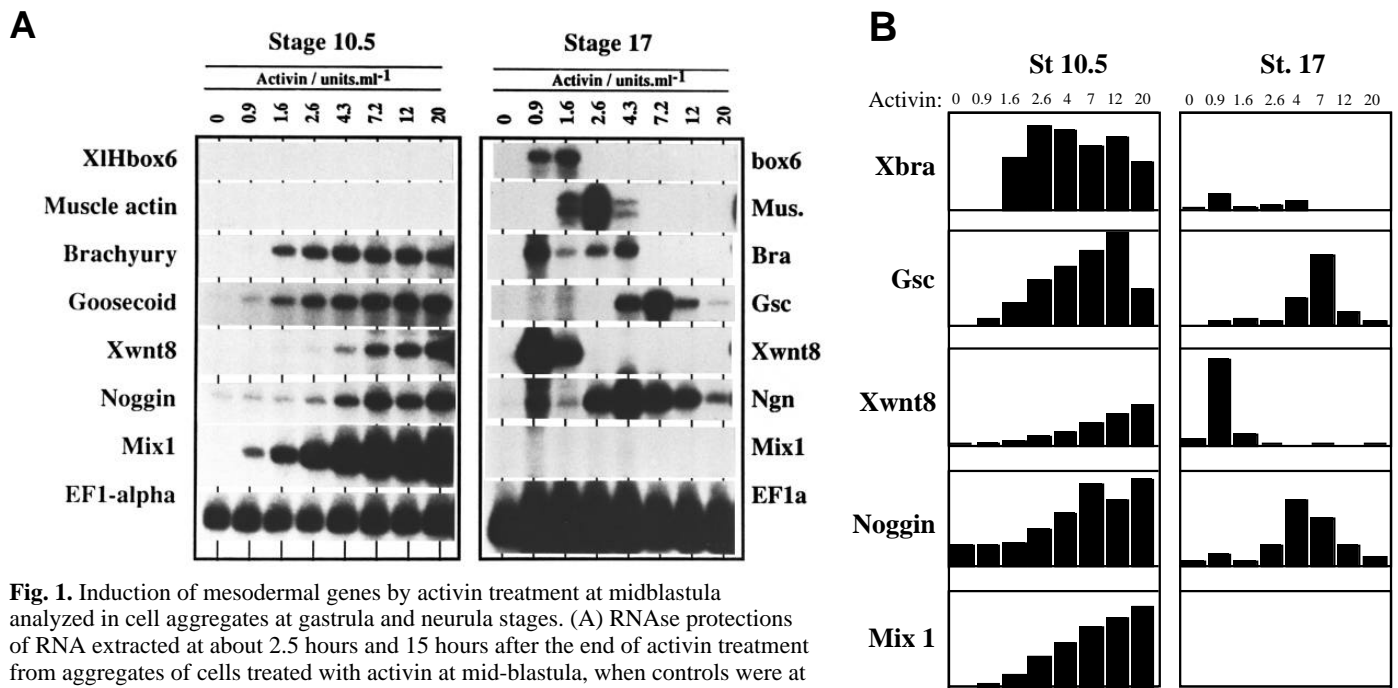 A
Stage 10.5
Activin / units.ml-1
0 0.9 1.6 2.6 4.3 7.2 12 20
XlHbox6
Muscle actin
Brachyury
Goosecoid
Xwnt8
Noggin
Mix1
EF1-alpha
Stage 17
Activin / units.ml-1
0 0.9 1.6 2.6 4.3 7.2 12 20
box6
Mus.
Bra
Gsc
Xwnt8
Ngn
Mix1
EF1a
Fig. 1. Induction of mesodermal genes by activin treatment at midblastula
analyzed in cell aggregates at gastrula and neurula stages. (A) RNAse protections
of RNA extracted at about 2.5 hours and 15 hours after the end of activin treatment
from aggregates of cells treated with activin at mid-blastula, when controls were at
B
St 10.5
St. 17
Activin: 0 0.9 1.6 2.6 4 7 12 20
0 0.9 1.6 2.6 4 7 12 20
Xbra
Gsc
Xwnt8
Noggin
Mix 1